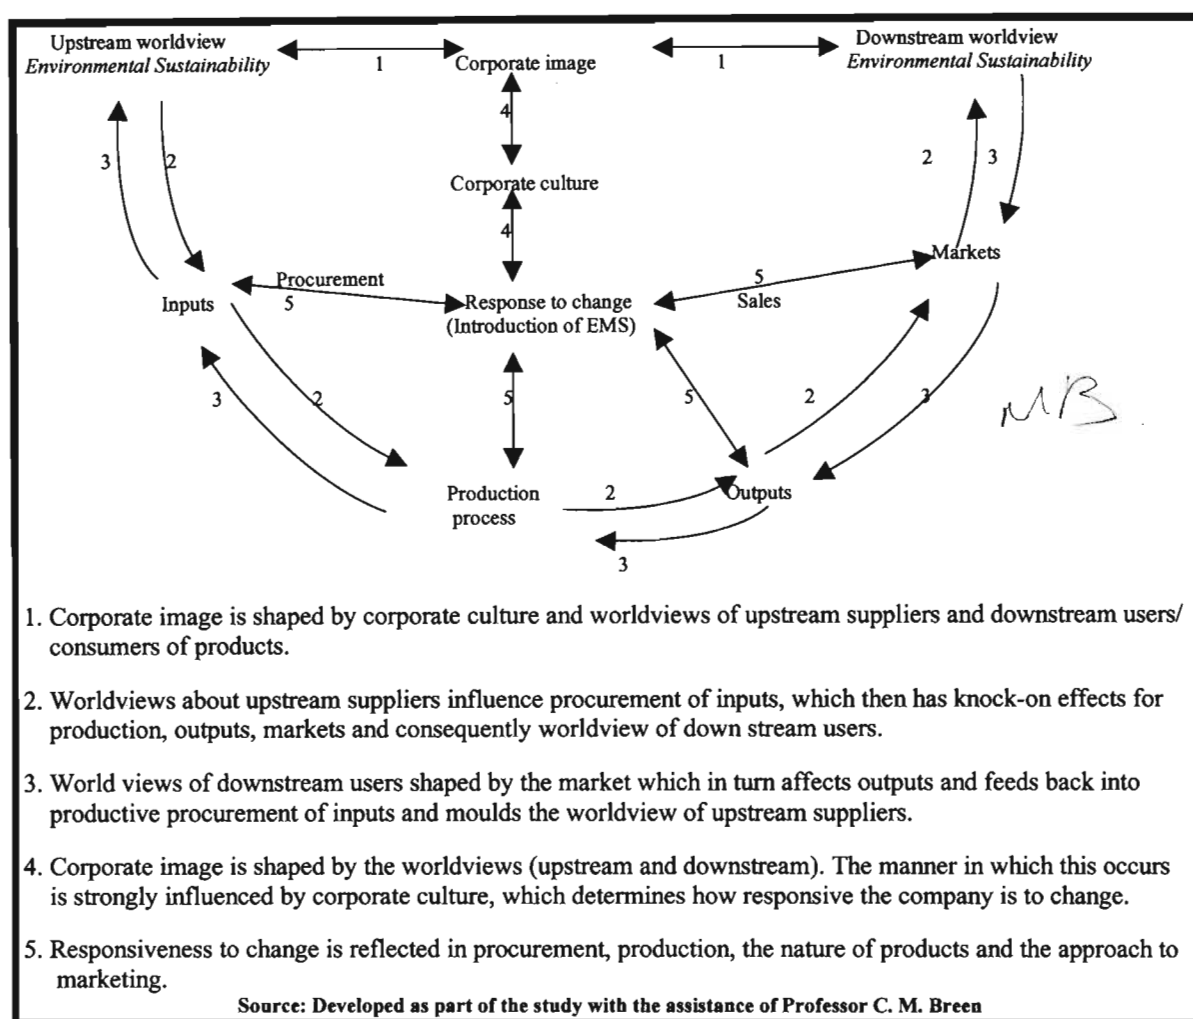 Upstream worldview
Environmental Sustainability
1
Corporate image
1
Downstream worldview
Environmental Sustainability
4
3
2
2
3
Corporate culture
4
Markets
Procurement
5
Inputs
Response to change
(Introduction of EMS)
5
Sales
3
2
5
5
2
3
MB.
Production
process
2
Outputs
3
1. Corporate image is shaped by corporate culture and worldviews of upstream suppliers and downstream users/
consumers of products.
2. Worldviews about upstream suppliers influence procurement of inputs, which then has knock-on effects for
production, outputs, markets and consequently worldview of down stream users.
3. World views of downstream users shaped by the market which in turn affects outputs and feeds back into
productive procurement of inputs and moulds the worldview of upstream suppliers.
4. Corporate image is shaped by the worldviews (upstream and downstream). The manner in which this occurs
is strongly influenced by corporate culture, which determines how responsive the company is to change.
5. Responsiveness to change is reflected in procurement, production, the nature of products and the approach to
marketing.
Source: Developed as part of the study with the assistance of Professor C. M. Breen